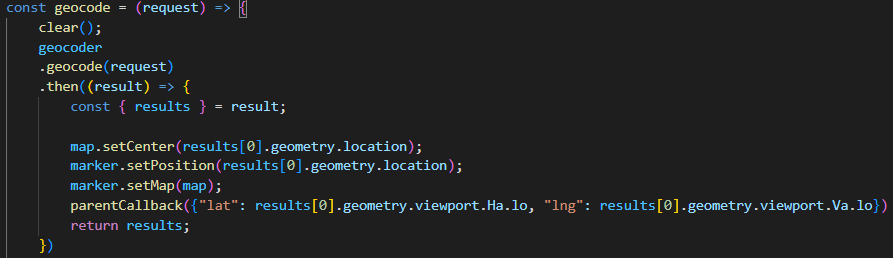 const geocode = (request) => {
clear();
geocoder
.geocode(request)
.then((result) => {
const { results } = result;
map.setCenter(results[0].geometry.location);
marker.setPosition(results[0].geometry.location);
marker.setMap(map);
parentCallback({"lat": results[0].geometry.viewport.Ha.lo, "lng": results[0].geometry.viewport.Va.lo})
return results;
})